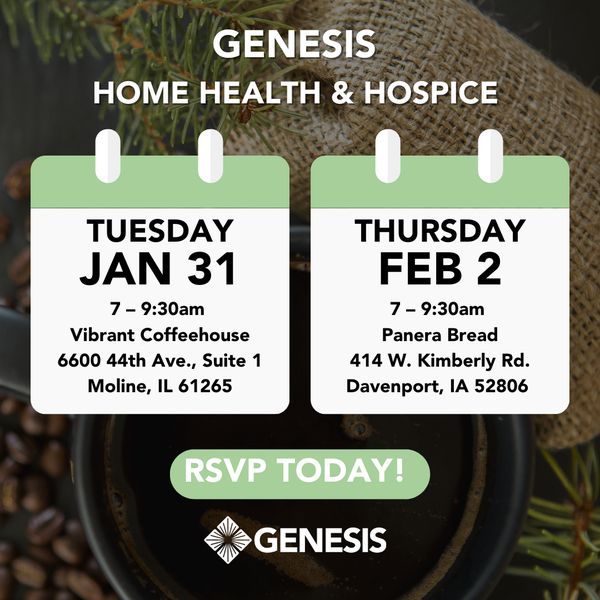 GENESIS
HOME HEALTH & HOSPICE
TUESDAY
JAN 31
7 – 9:30am
Vibrant Coffeehouse
6600 44th Ave., Suite 1
Moline, IL 61265
THURSDAY
FEB 2
7 – 9:30am
Panera Bread
414 W. Kimberly Rd.
Davenport, IA 52806
RSVP TODAY!
GENESIS